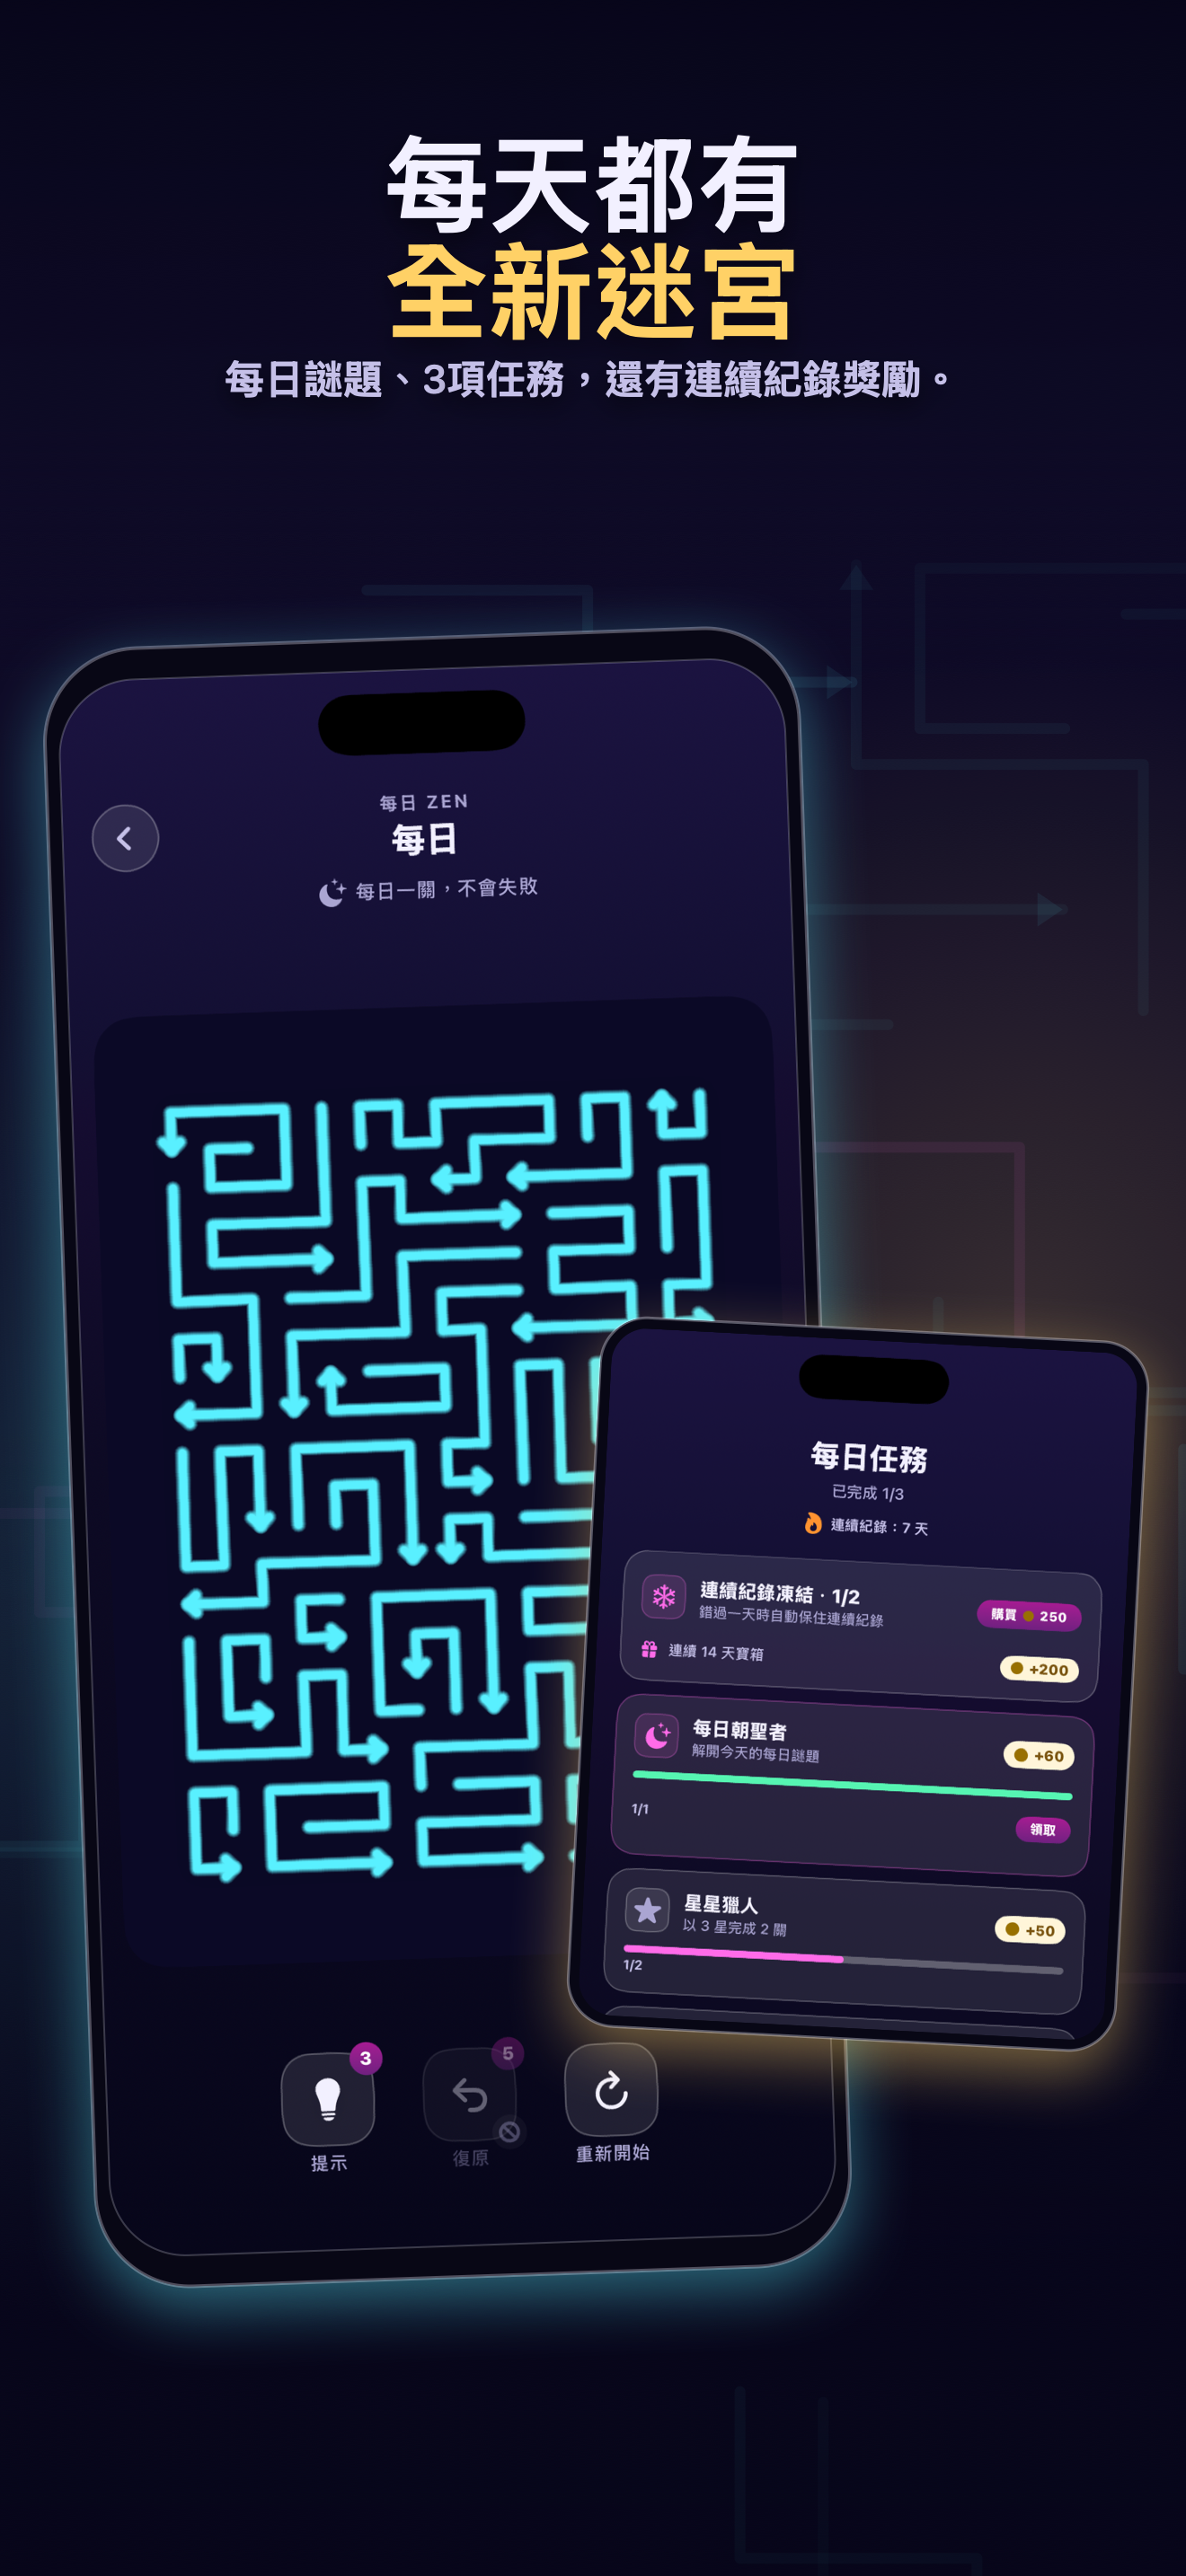 每天都有
全新迷宮
每日謎題、3項任務，還有連續紀錄獎勵。
每日 ZEN
每日
每日一關，不會失敗
每日任務
已完成 1/3
連續紀錄：7 天
連續紀錄凍結 · 1/2
錯過一天時自動保住連續紀錄
購買 250
連續 14 天寶箱
+200
每日朝聖者
解開今天的每日謎題
+60
1/1
領取
星星獵人
以 3 星完成 2 關
+50
1/2
3
5
提示
復原
重新開始